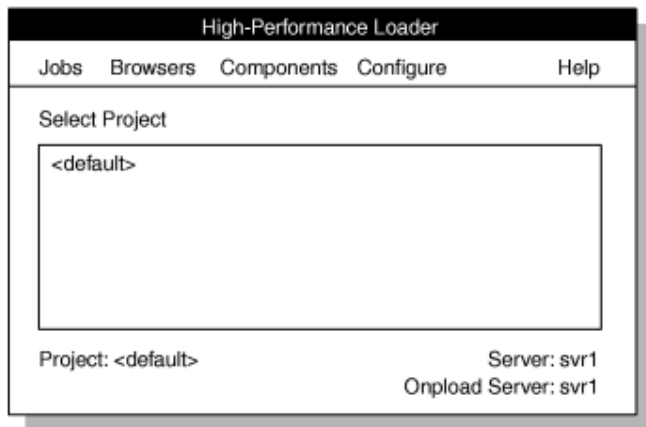 High-Performance Loader
Jobs Browsers Components Configure Help
Select Project
<default>
Project: <default> Server: svr1
Onpload Server: svr1